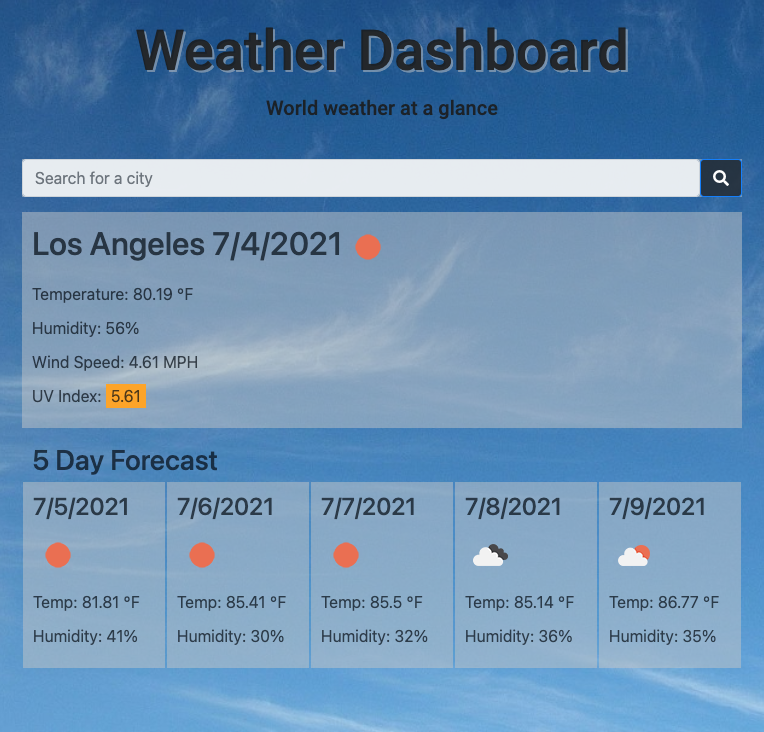 Weather Dashboard
World weather at a glance
Search for a city
Los Angeles 7/4/2021
Temperature: 80.19 °F
Humidity: 56%
Wind Speed: 4.61 MPH
UV Index: 5.61
5 Day Forecast
7/5/2021
Temp: 81.81 °F
Humidity: 41%
7/6/2021
Temp: 85.41 °F
Humidity: 30%
7/7/2021
Temp: 85.5 °F
Humidity: 32%
7/8/2021
Temp: 85.14 °F
Humidity: 36%
7/9/2021
Temp: 86.77 °F
Humidity: 35%